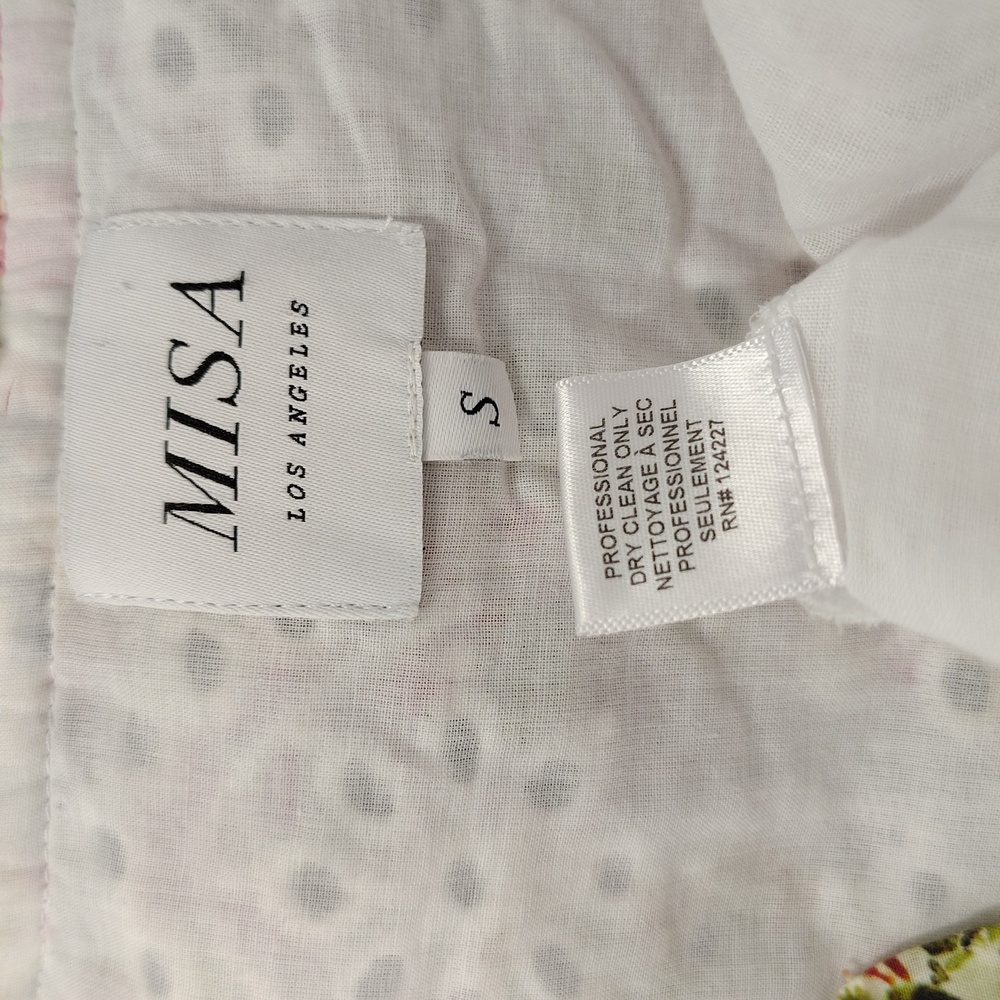 MISA
LOS ANGELES
S
PROFESSIONAL
DRY CLEAN ONLY
NETTOYAGE À SEC
PROFESSIONNEL
SEULEMENT
RN# 124227